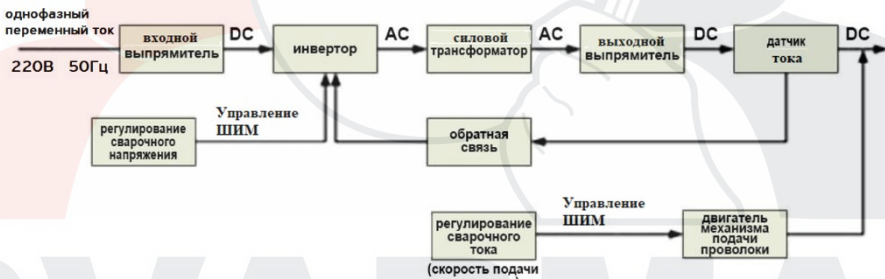 однофазный
переменный ток
220В 50Гц
входной
выпрямитель
DC
инвертор
AC
силовой
трансформатор
AC
выходной
выпрямитель
DC
датчик
тока
DC
регулирование
сварочного
напряжения
Управление
ШИМ
обратная
связь
регулирование
сварочного
тока
(скорость подачи
Управление
ШИМ
двигатель
механизма
подачи
проволоки